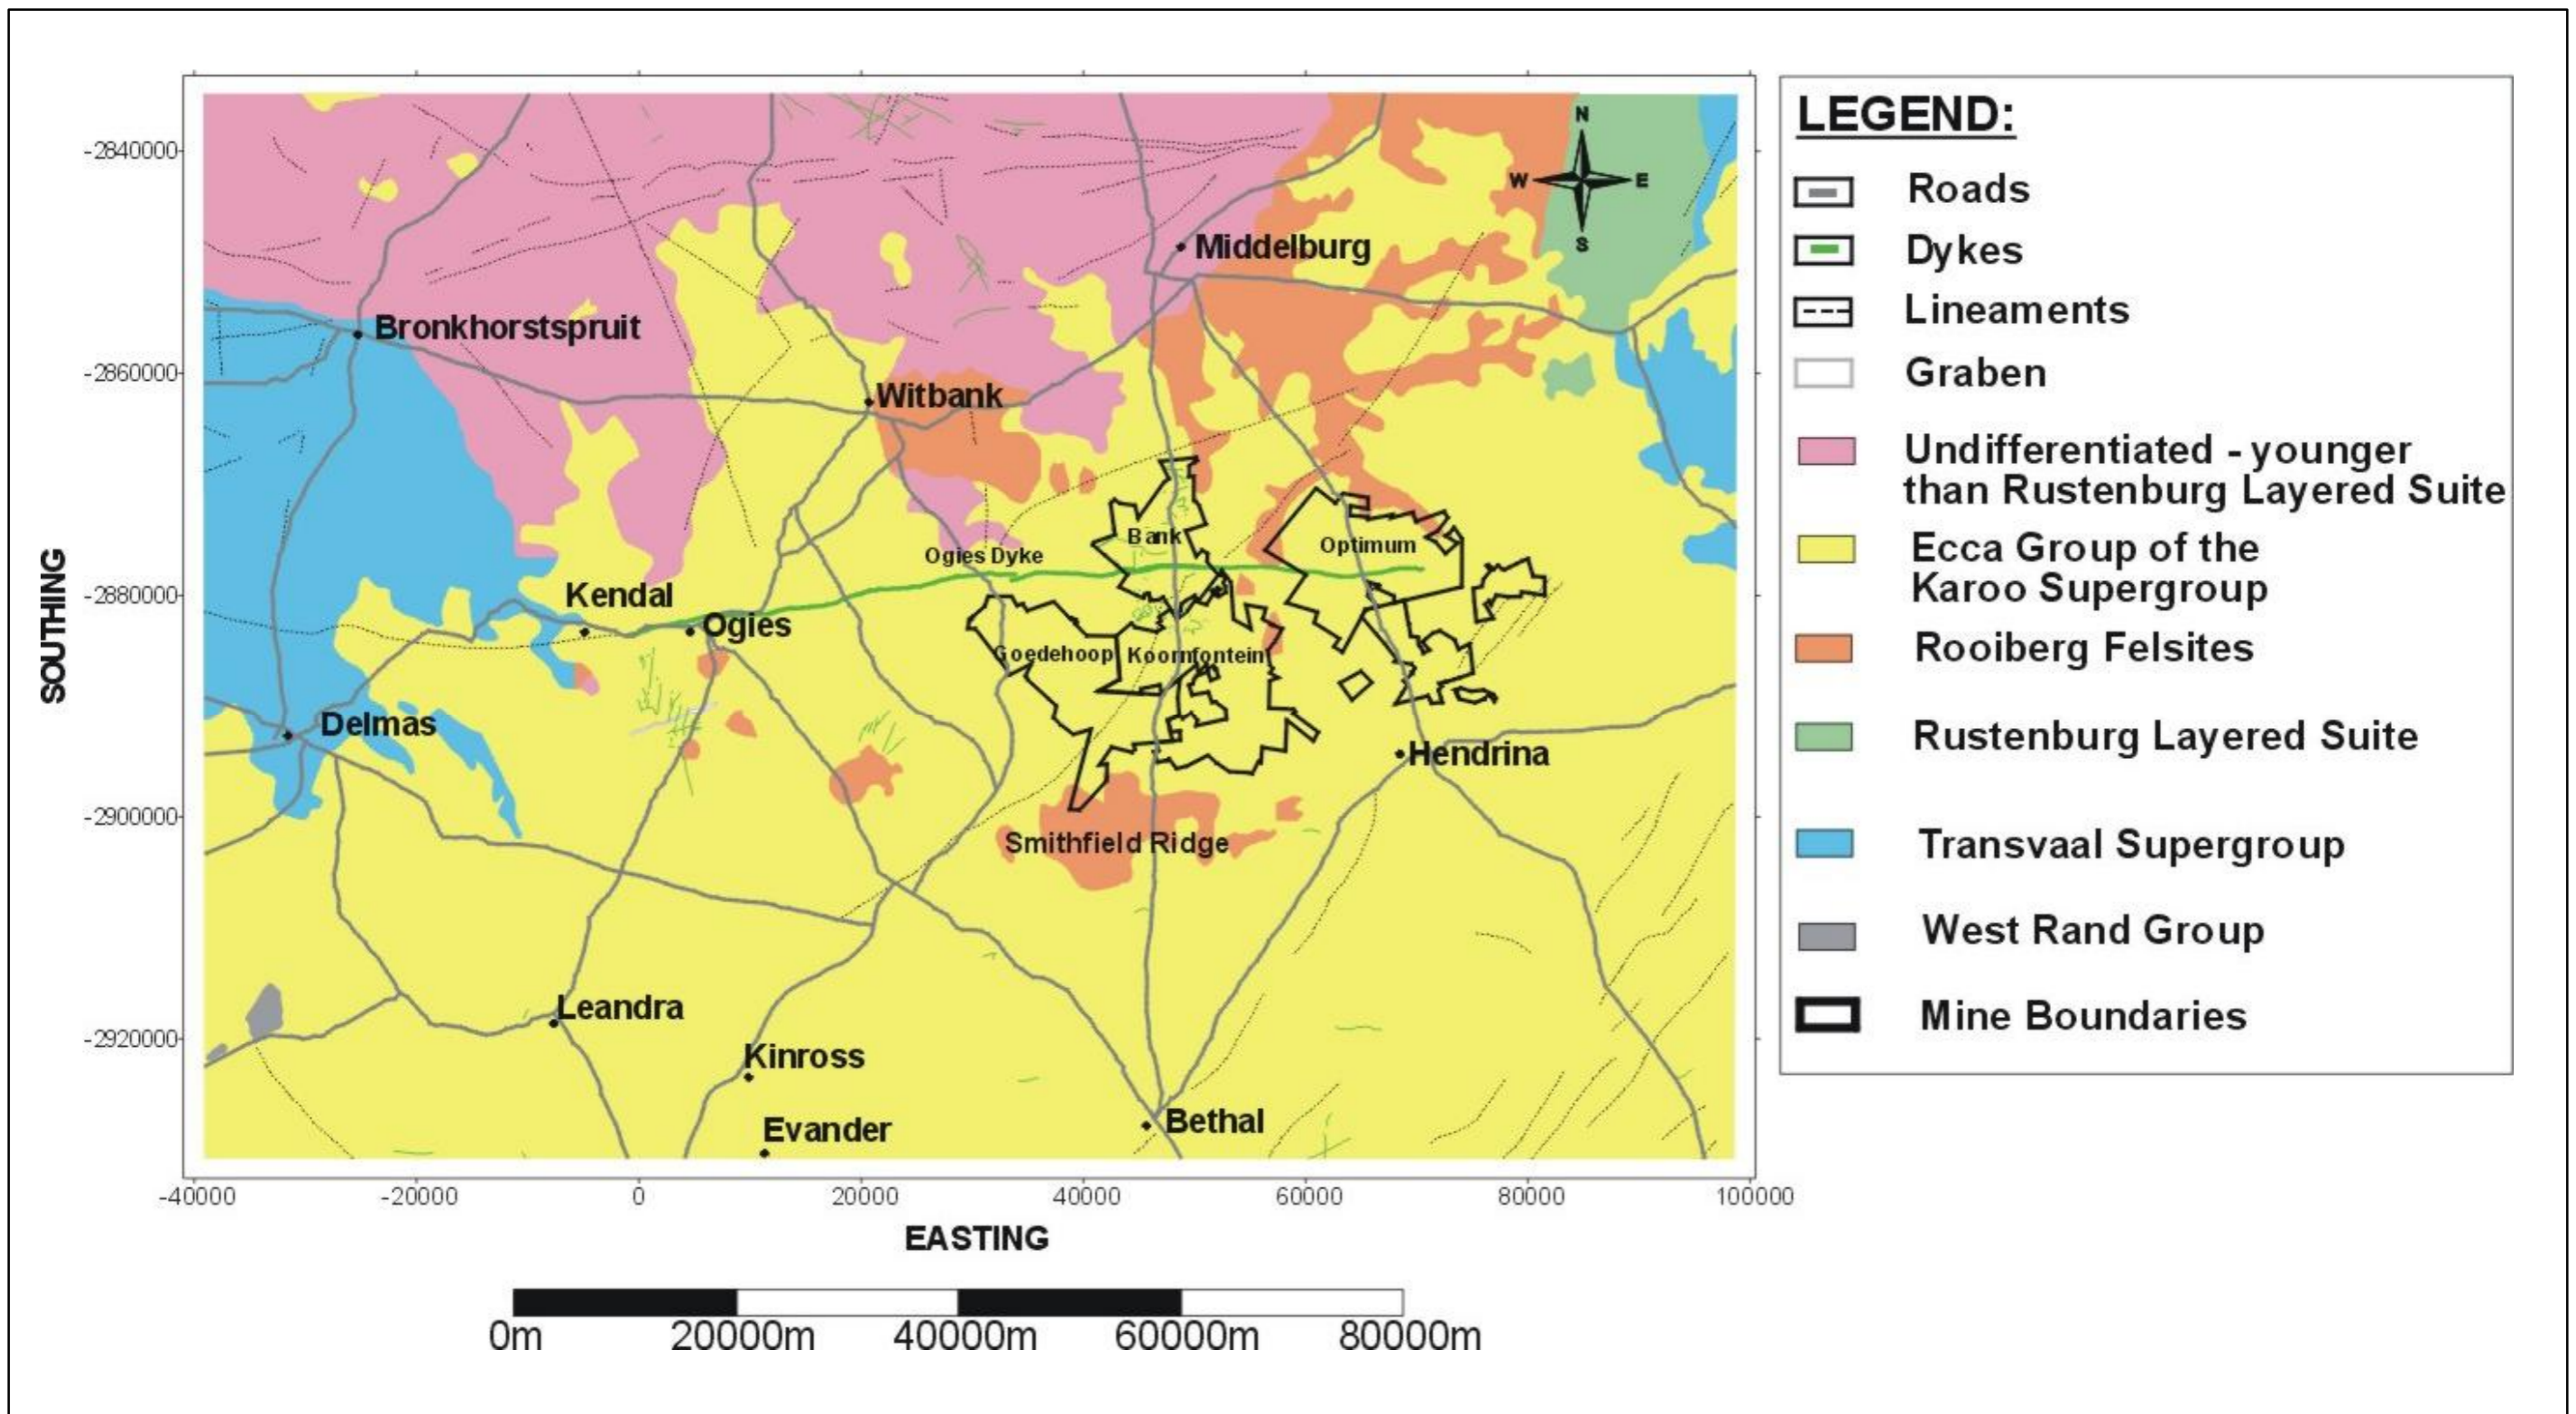 LEGEND:
Roads
Dykes
Lineaments
Graben
Undifferentiated - younger
than Rustenburg Layered Suite
Ecca Group of the
Karoo Supergroup
Rooiberg Felsites
Rustenburg Layered Suite
Transvaal Supergroup
West Rand Group
Mine Boundaries
N
W
E
S
-2840000
-2860000
-2880000
-2900000
-2920000
SOUTHING
Middelburg
Bronkhorstspruit
Witbank
Bank
Optimum
Ogies Dyke
Kendal
Ogies
Goedehoop
Koornfontein
Delmas
Hendrina
Smithfield Ridge
Leandra
Kinross
Evander
Bethal
-40000
-20000
0
20000
40000
60000
80000
100000
EASTING
0m
20000m
40000m
60000m
80000m